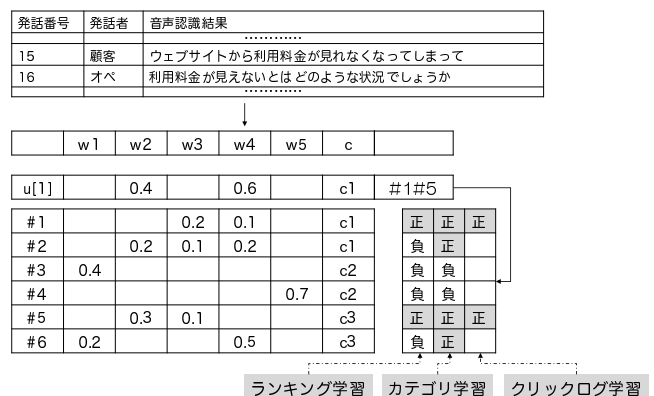 発話番号 発話者 音声認識結果
…………
15 顧客 ウェブサイトから利用料金が見れなくなってしまって
16 オペ 利用料金が見えないとは どのような状況でしょうか
…………
w1 w2 w3 w4 w5 c
u[1] 0.4 0.6 c1 #1#5
#1 0.2 0.1 c1 正 正 正
#2 0.2 0.1 0.2 c1 負 正
#3 0.4 c2 負 負
#4 0.7 c2 負 負
#5 0.3 0.1 c3 正 正 正
#6 0.2 0.5 c3 負 正
ランキング学習 カテゴリ学習 クリックログ学習